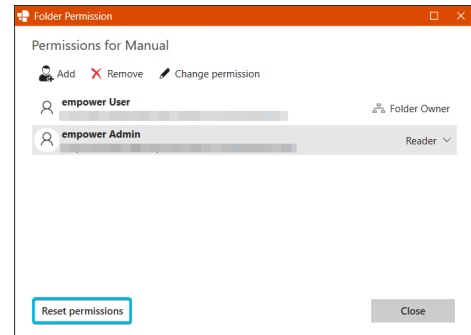 Folder Permission
Permissions for Manual
Add Remove Change permission
empower User
Folder Owner
empower Admin
Reader
Reset permissions Close